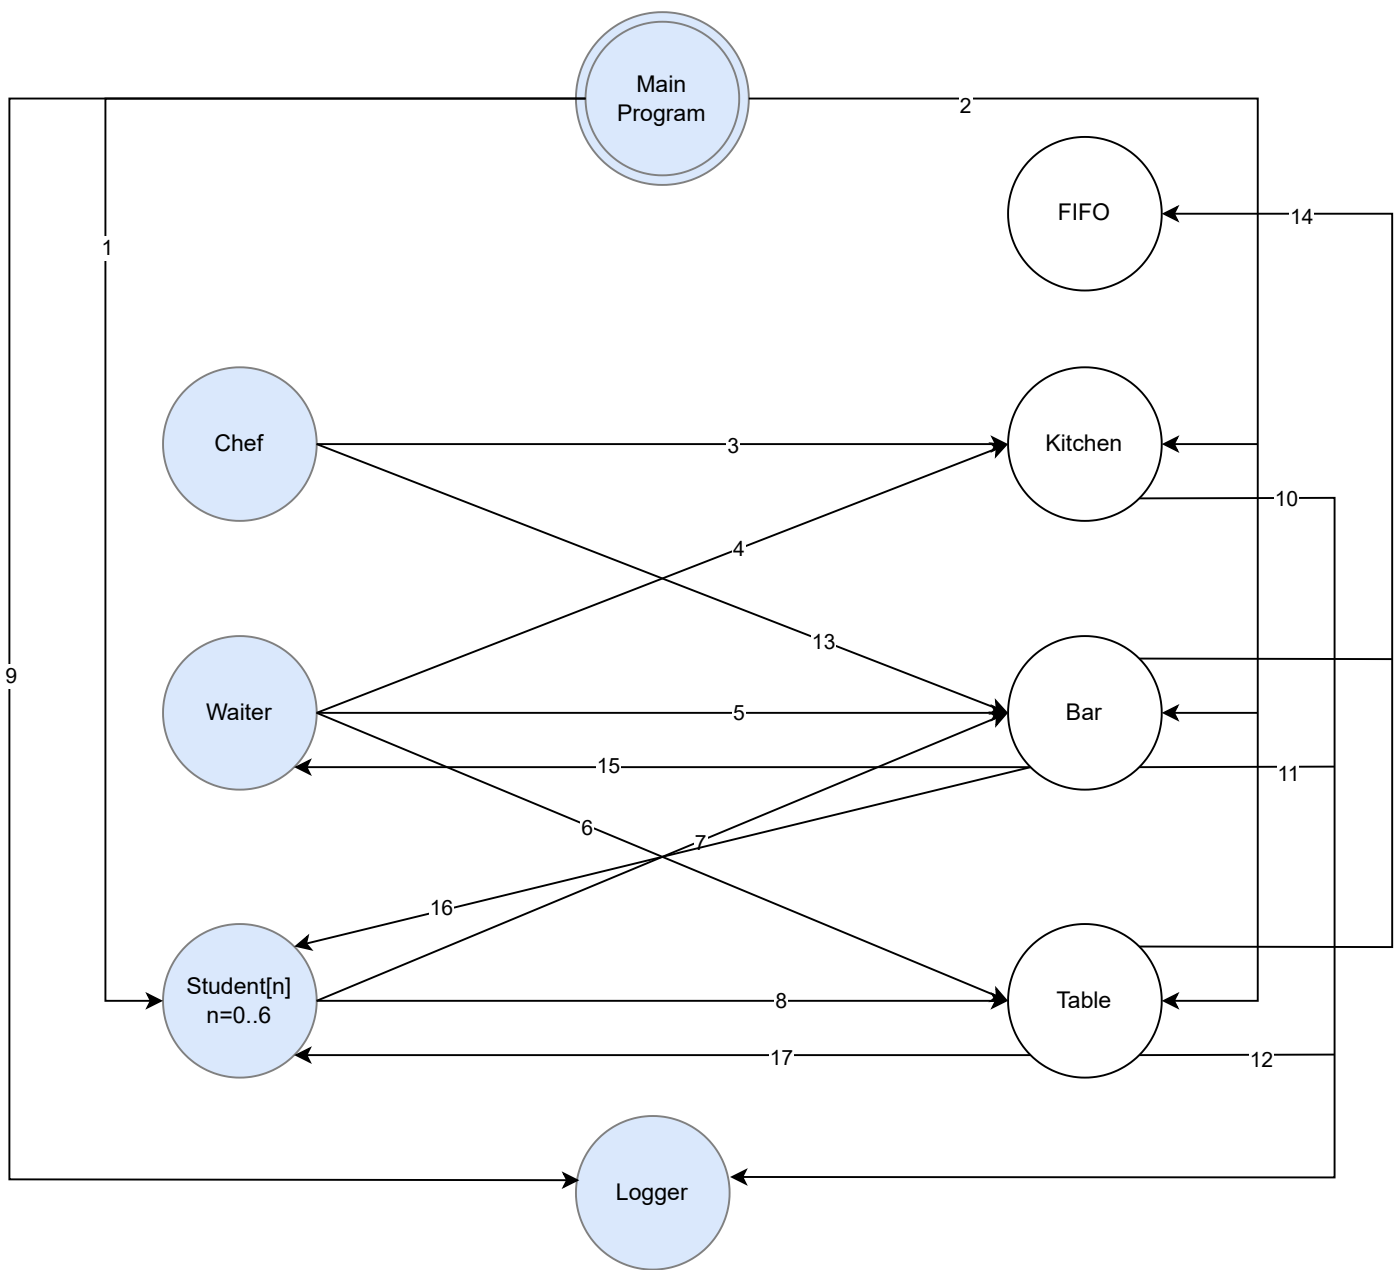 Main
Program
2
FIFO
14
1
Chef
3
Kitchen
10
4
13
9
Waiter
5
Bar
15
11
6
7
16
Student[n]
n=0..6
8
Table
17
12
Logger